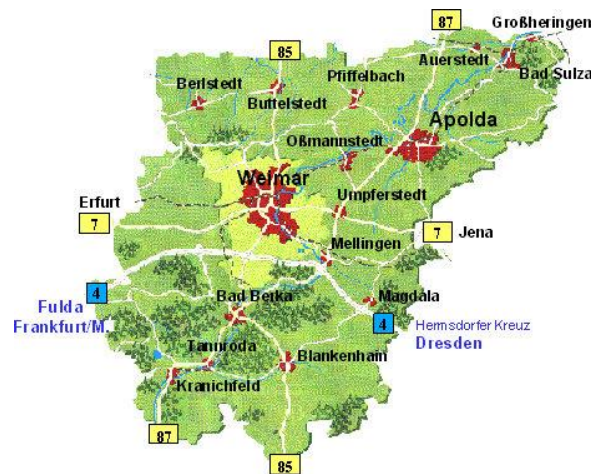 87
Großheringen
85
Auerstedt
Pfiffelbach
Bad Sulza
Berlstedt
Buttelstedt
Apolda
Oßmannstedt
Weimar
Umpferstedt
Erfurt
7
7
Jena
Mellingen
4
Fulda
Frankfurt/M.
Bad Berka
Magdala
4
Hermsdorfer Kreuz
Dresden
Tannroda
Blankenhain
Kranichfeld
87
85